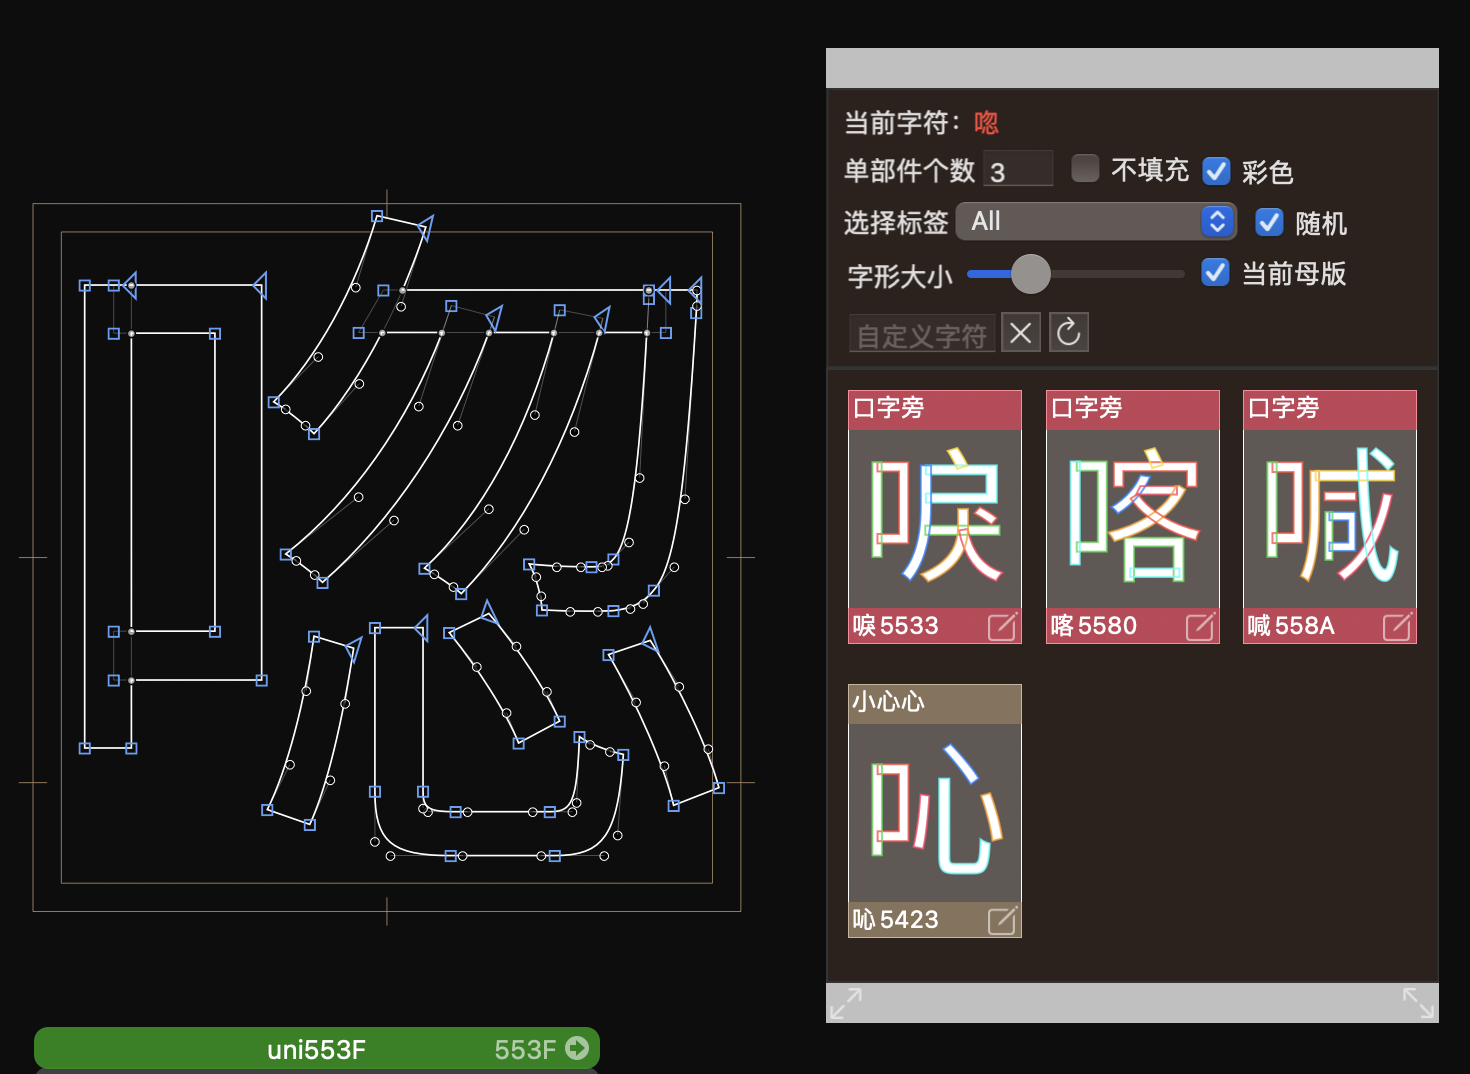 当前字符：唿
单部件个数 3 不填充 彩色
选择标签 All 随机
字形大小 当前母版
自定义字符
口字旁 口字旁 口字旁
唳 喀 喊
唳 5533 喀 5580 喊 558A
小心心
吣
吣 5423
uni553F 553F